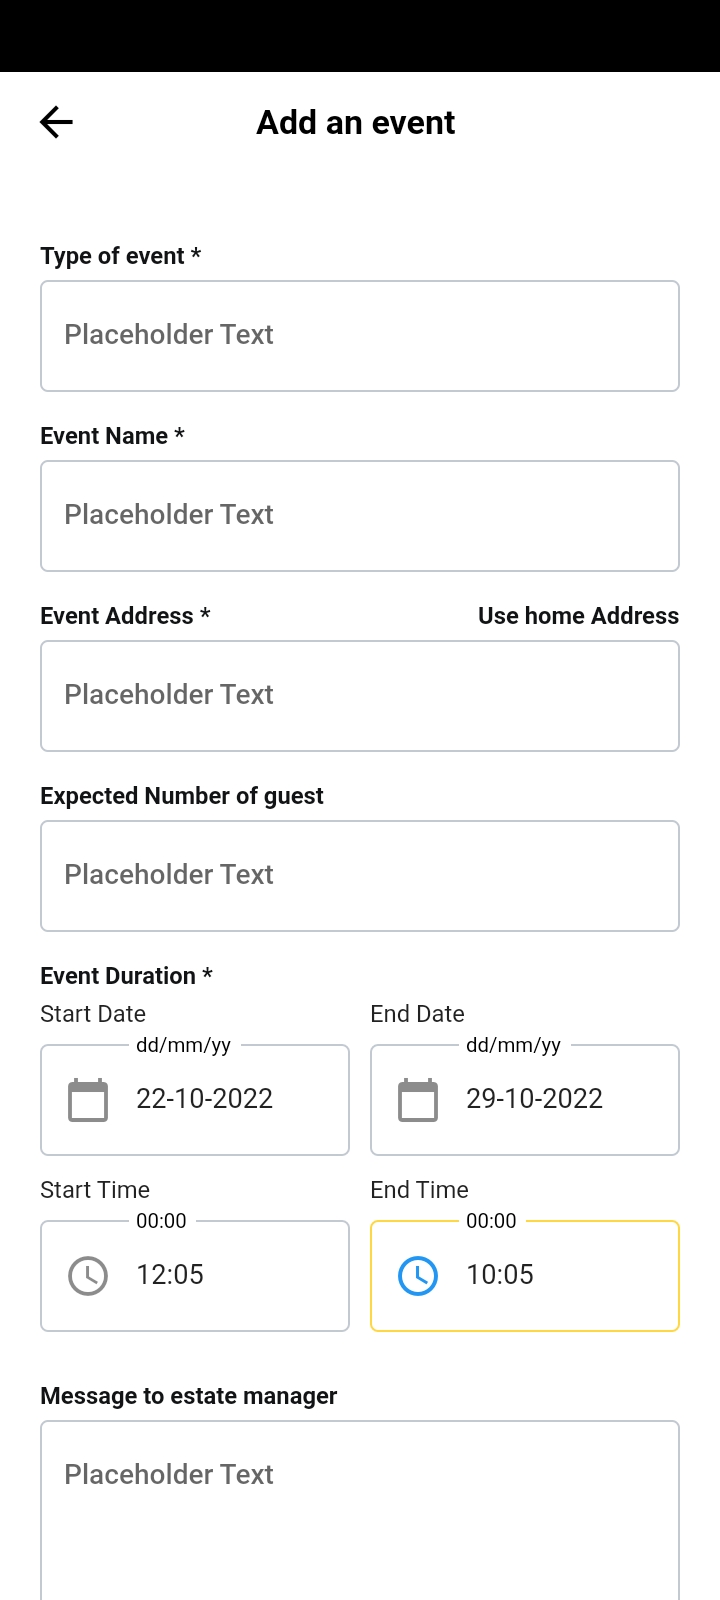 Add an event
Type of event *
Placeholder Text
Event Name *
Placeholder Text
Event Address * Use home Address
Placeholder Text
Expected Number of guest
Placeholder Text
Event Duration *
Start Date End Date
dd/mm/yy dd/mm/yy
22-10-2022 29-10-2022
Start Time End Time
00:00 00:00
12:05 10:05
Message to estate manager
Placeholder Text